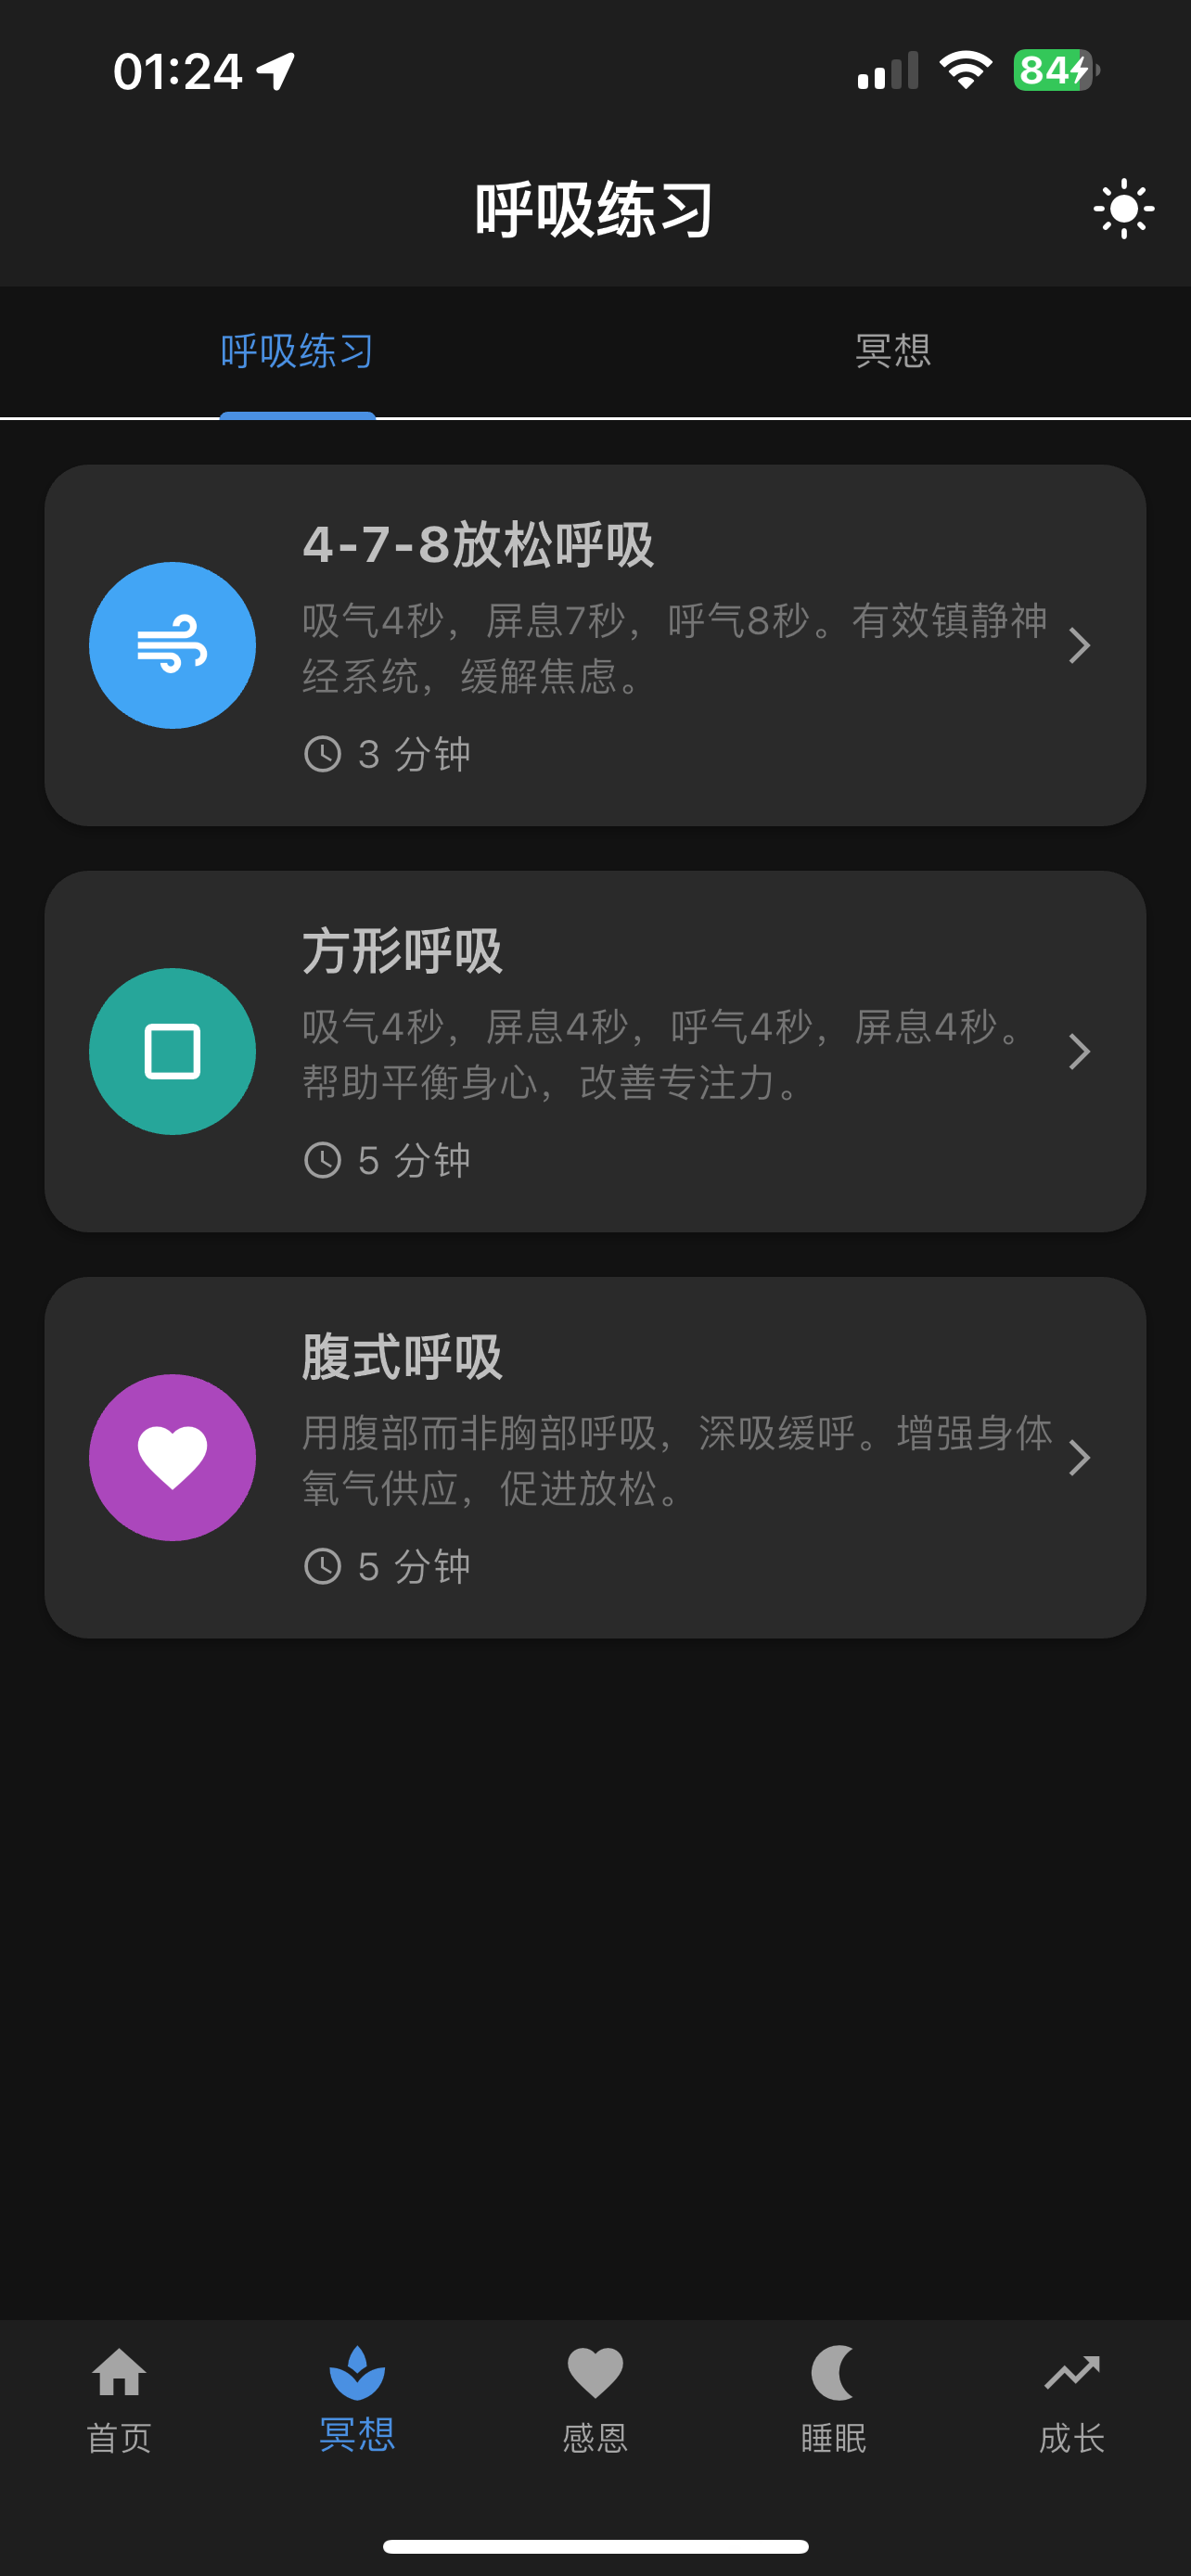 01:24
84
呼吸练习
呼吸练习
冥想
4-7-8放松呼吸
吸气4秒，屏息7秒，呼气8秒。有效镇静神
经系统，缓解焦虑。
3 分钟
方形呼吸
吸气4秒，屏息4秒，呼气4秒，屏息4秒。
帮助平衡身心，改善专注力。
5 分钟
腹式呼吸
用腹部而非胸部呼吸，深吸缓呼。增强身体
氧气供应，促进放松。
5 分钟
首页
冥想
感恩
睡眠
成长